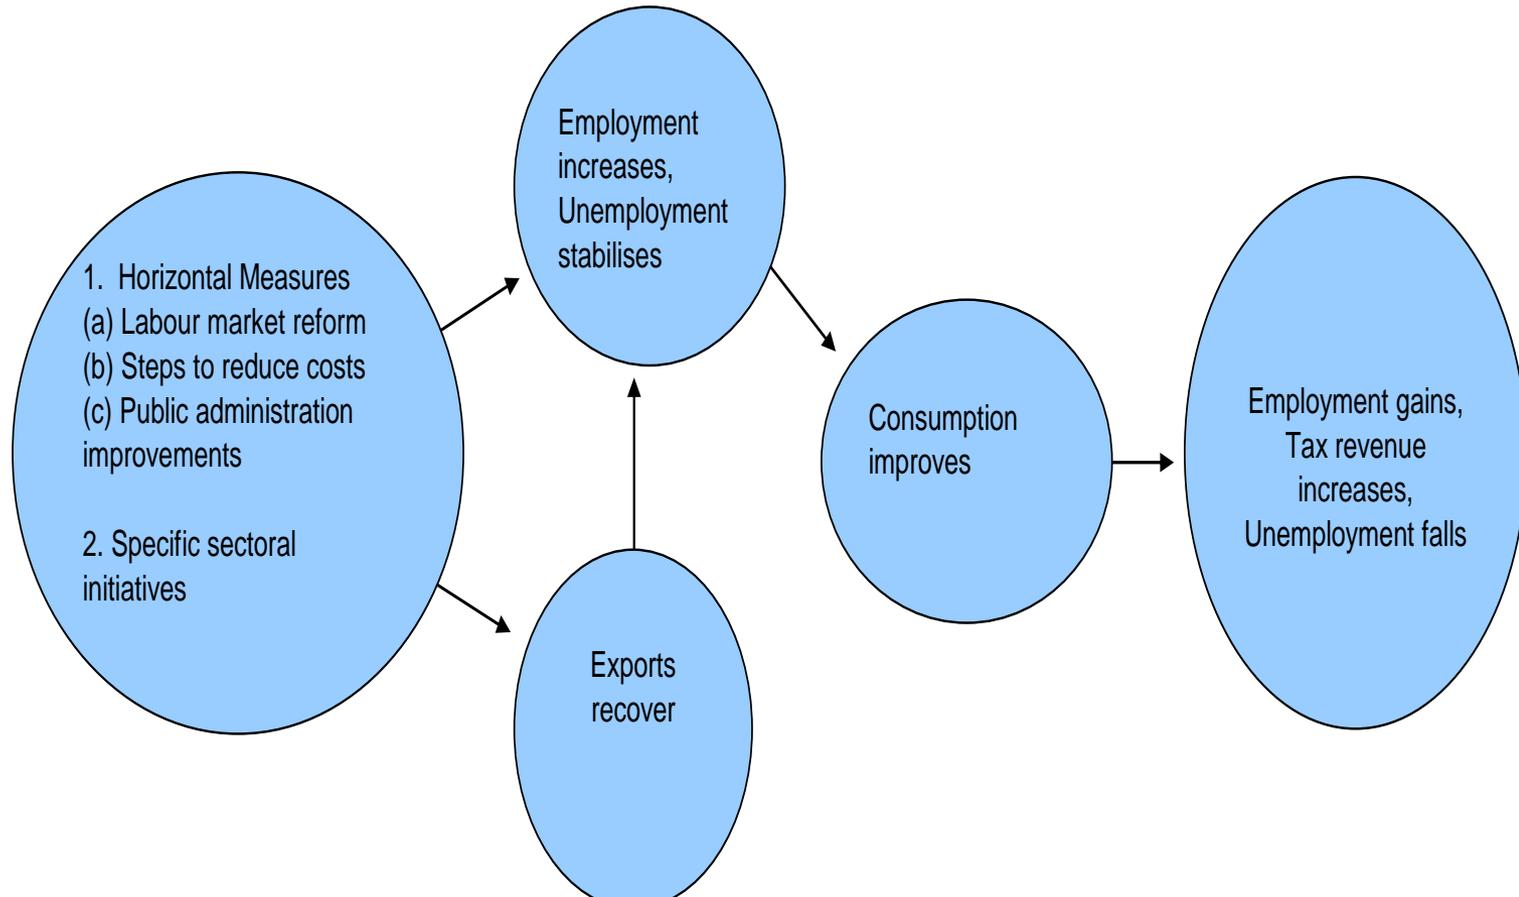 1. Horizontal Measures
(a) Labour market reform
(b) Steps to reduce costs
(c) Public administration
improvements
2. Specific sectoral
initiatives
Employment
increases,
Unemployment
stabilises
Exports
recover
Consumption
improves
Employment gains,
Tax revenue
increases,
Unemployment falls